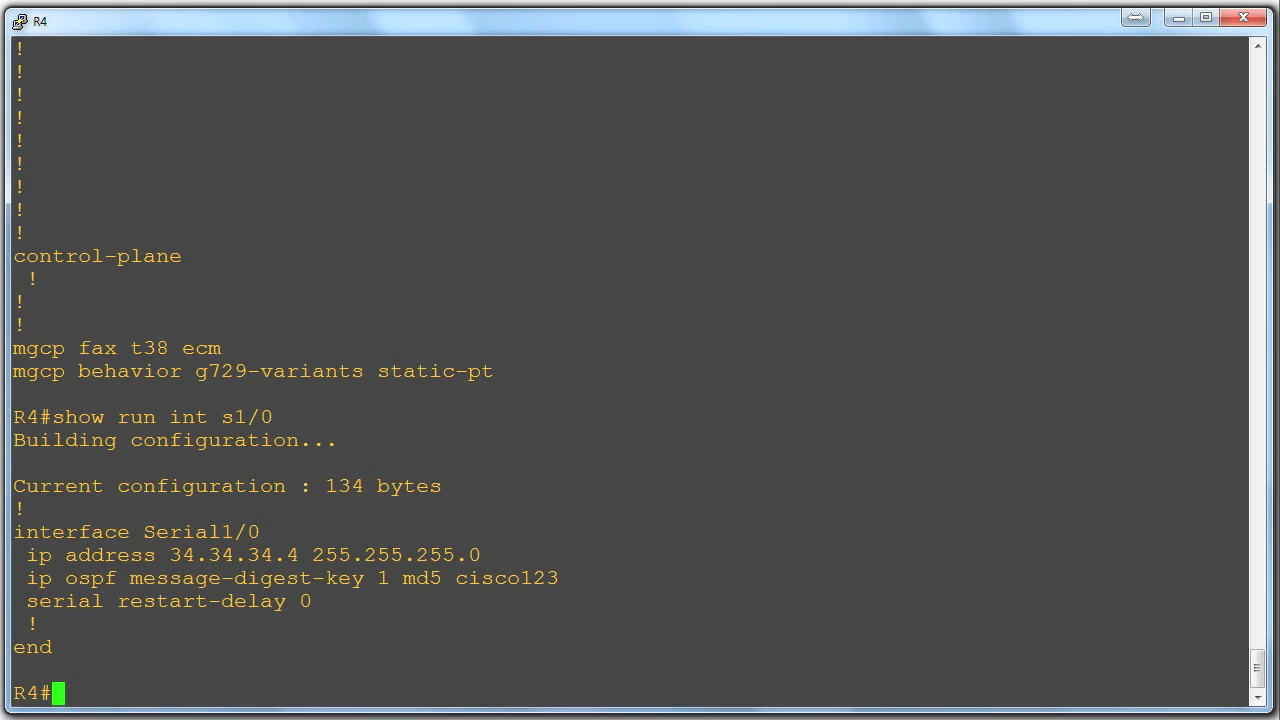 R4
!
!
!
!
!
!
!
!
!
control-plane
 !
!
!
mgcp fax t38 ecm
mgcp behavior g729-variants static-pt
R4#show run int s1/0
Building configuration...
Current configuration : 134 bytes
!
interface Serial1/0
 ip address 34.34.34.4 255.255.255.0
 ip ospf message-digest-key 1 md5 cisco123
 serial restart-delay 0
 !
end
R4#